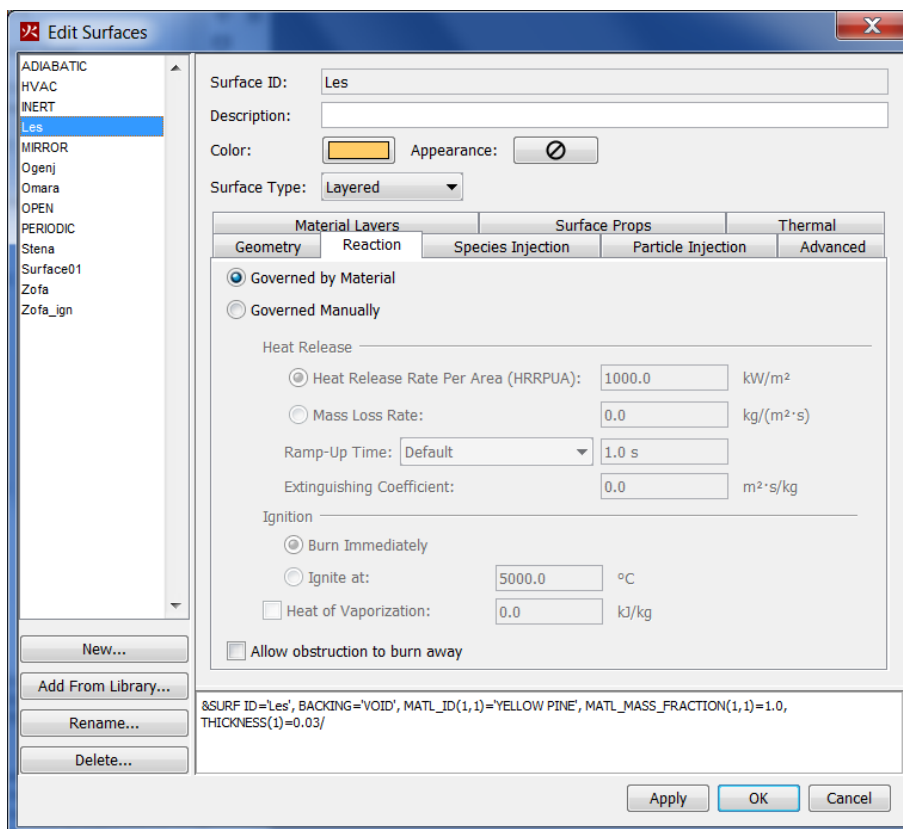 火 Edit Surfaces
X
ADIABATIC
HVAC
INERT
Les
MIRROR
Ogenj
Omara
OPEN
PERIODIC
Stena
Surface01
Zofa
Zofa_ign
New...
Add From Library...
Rename...
Delete...
Surface ID: Les
Description:
Color: Appearance:
Surface Type: Layered
Material Layers Surface Props Thermal
Geometry Reaction Species Injection Particle Injection Advanced
Governed by Material
Governed Manually
Heat Release
Heat Release Rate Per Area (HRRPUA): 1000.0 kW/m²
Mass Loss Rate: 0.0 kg/(m²·s)
Ramp-Up Time: Default 1.0 s
Extinguishing Coefficient: 0.0 m²·s/kg
Ignition
Burn Immediately
Ignite at: 5000.0 °C
Heat of Vaporization: 0.0 kJ/kg
Allow obstruction to burn away
&SURF ID='Les', BACKING='VOID', MATL_ID(1,1)='YELLOW PINE', MATL_MASS_FRACTION(1,1)=1.0,
THICKNESS(1)=0.03/
Apply OK Cancel